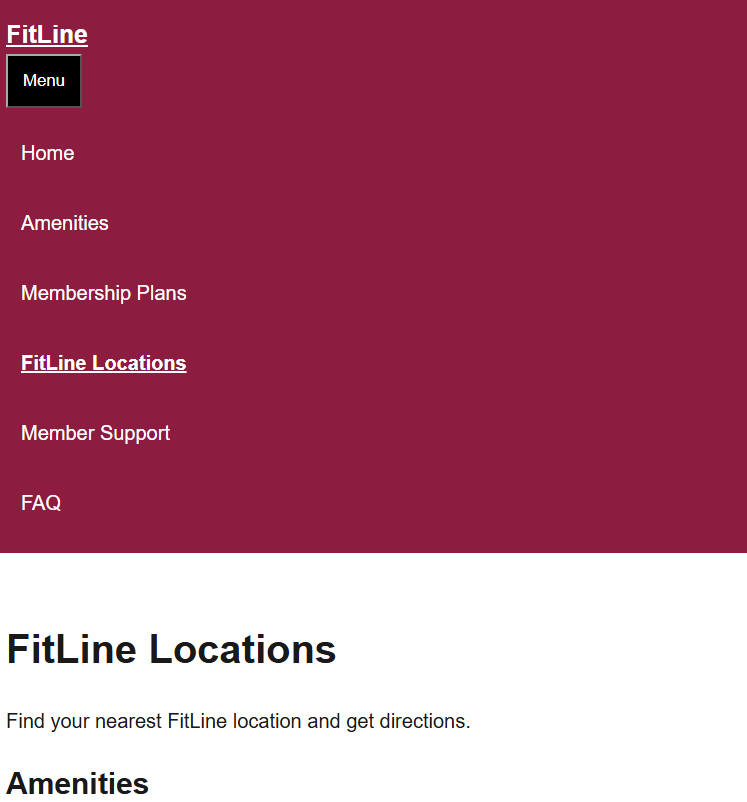 FitLine
Menu
Home
Amenities
Membership Plans
FitLine Locations
Member Support
FAQ
FitLine Locations
Find your nearest FitLine location and get directions.
Amenities